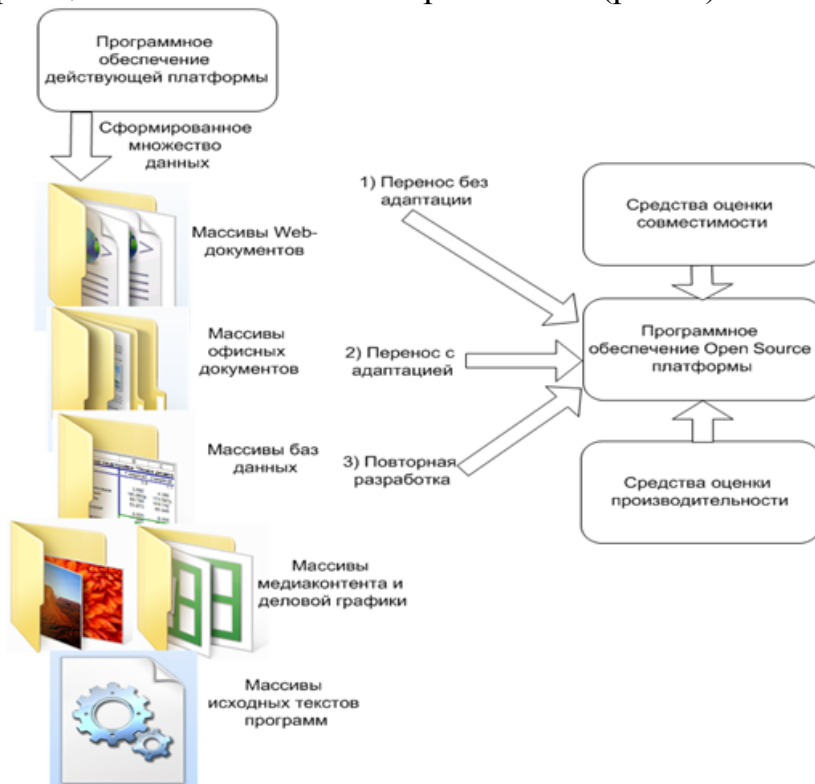 Программное
обеспечение
действующей платформы
Сформированное
множество
данных
Массивы Web-
документов
Массивы
офисных
документов
Массивы баз
данных
Массивы
медиаконтента и
деловой графики
Массивы
исходных текстов
программ
1) Перенос без
адаптации
2) Перенос с
адаптацией
3) Повторная
разработка
Средства оценки
совместимости
Программное
обеспечение Open Source
платформы
Средства оценки
производительности